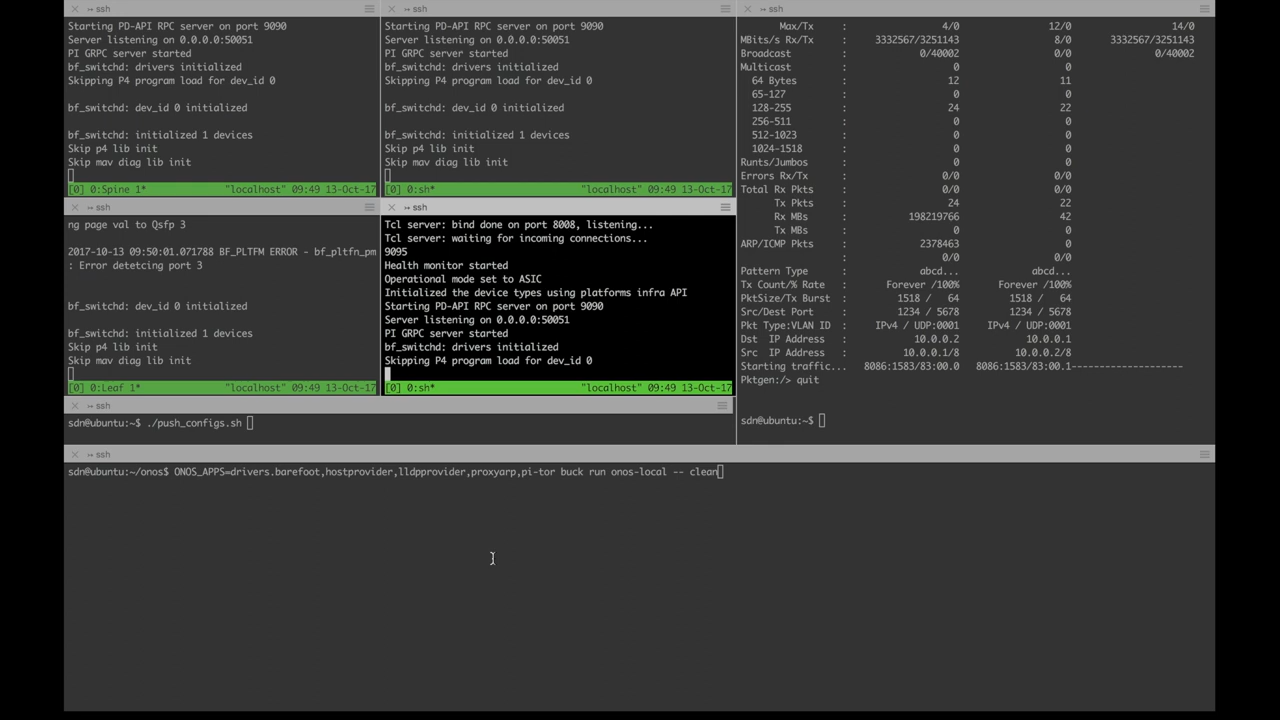 ssh
Starting PD-API RPC server on port 9090
Server listening on 0.0.0.0:50051
PI GRPC server started
bf_switchd: drivers initialized
Skipping P4 program load for dev_id 0
bf_switchd: dev_id 0 initialized
bf_switchd: initialized 1 devices
Skip p4 lib init
Skip mav diag lib init
[0] 0:Spine 1* "localhost" 09:49 13-Oct-17
ssh
Starting PD-API RPC server on port 9090
Server listening on 0.0.0.0:50051
PI GRPC server started
bf_switchd: drivers initialized
Skipping P4 program load for dev_id 0
bf_switchd: dev_id 0 initialized
bf_switchd: initialized 1 devices
Skip p4 lib init
Skip mav diag lib init
[0] 0:sh* "localhost" 09:49 13-Oct-17
ssh
ng page val to Qsfp 3
2017-10-13 09:50:01.071788 BF_PLTFM ERROR - bf_pltfn_pm
: Error detetcing port 3
bf_switchd: dev_id 0 initialized
bf_switchd: initialized 1 devices
Skip p4 lib init
Skip mav diag lib init
[0] 0:Leaf 1* "localhost" 09:49 13-Oct-17
ssh
Tcl server: bind done on port 8008, listening...
Tcl server: waiting for incoming connections...
9095
Health monitor started
Operational mode set to ASIC
Initialized the device types using platforms infra API
Starting PD-API RPC server on port 9090
Server listening on 0.0.0.0:50051
PI GRPC server started
bf_switchd: drivers initialized
Skipping P4 program load for dev_id 0
[0] 0:sh* "localhost" 09:49 13-Oct-17
ssh
Max/Tx 4/0 12/0 14/0
MBits/s Rx/Tx : 3332567/3251143 8/0 3332567/3251143
Broadcast : 0/40002 0/0 0/40002
Multicast : 0 0
64 Bytes : 12 11
65-127 : 0 0
128-255 : 24 22
256-511 : 0 0
512-1023 : 0 0
1024-1518 : 0 0
Runts/Jumbos : 0/0 0/0
Errors Rx/Tx : 0/0 0/0
Total Rx Pkts : 0/0 0/0
Tx Pkts : 24 22
Rx MBs : 198219766 42
Tx MBs : 0 0
ARP/ICMP Pkts : 2378463 0
: 0/0 0/0
Pattern Type : abcd... abcd...
Tx Count/% Rate : Forever /100% Forever /100%
PktSize/Tx Burst : 1518 / 64 1518 / 64
Src/Dest Port : 1234 / 5678 1234 / 5678
Pkt Type:VLAN ID : IPv4 / UDP:0001 IPv4 / UDP:0001
Dst IP Address : 10.0.0.2 10.0.0.1
Src IP Address : 10.0.0.1/8 10.0.0.2/8
Starting traffic... 8086:1583/83:00.0 8086:1583/83:00.1-------------------
Pktgen:/> quit
sdn@ubuntu:~$
ssh
sdn@ubuntu:~$ ./push_configs.sh
ssh
sdn@ubuntu:~/onos$ ONOS_APPS=drivers.barefoot,hostprovider,lldpprovider,proxyarp,pi-tor buck run onos-local -- clean